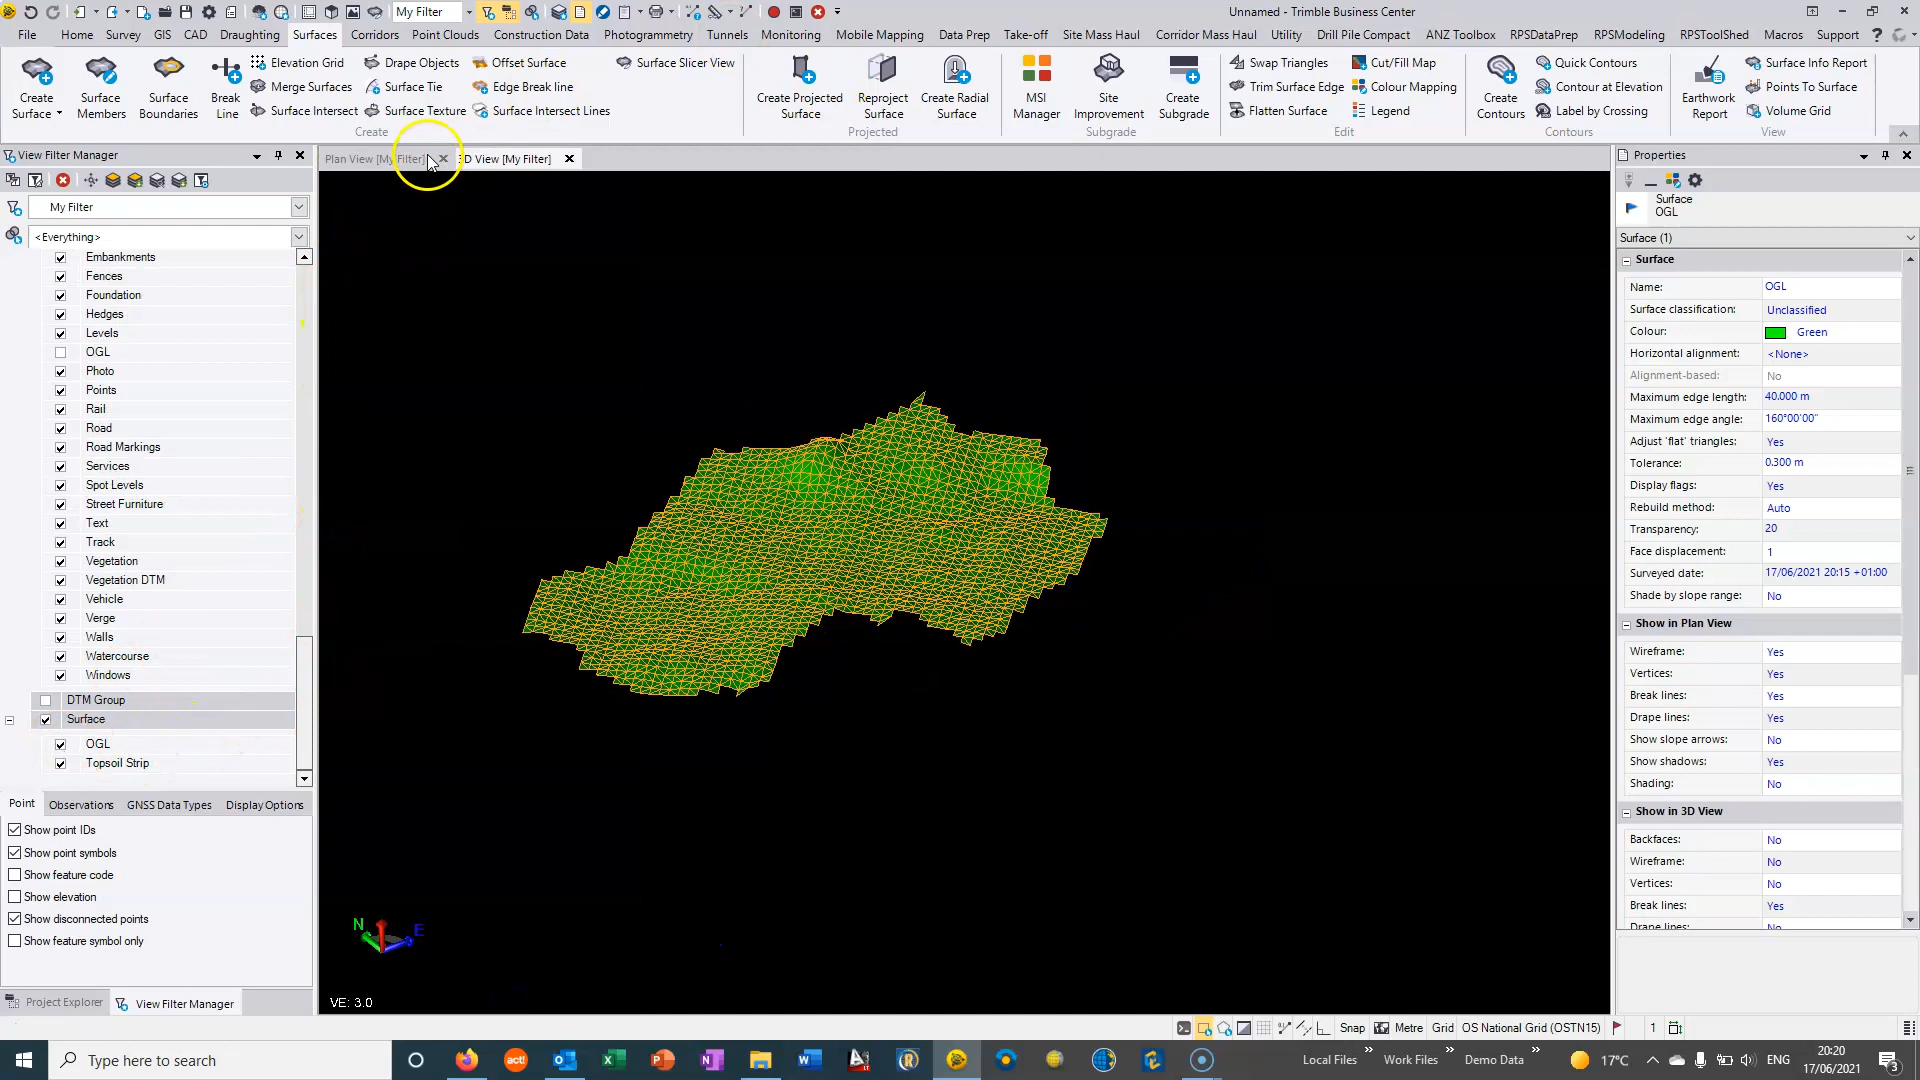 My Filter
Unnamed - Trimble Business Center
File Home Survey GIS CAD Draughting Surfaces Corridors Point Clouds Construction Data Photogrammetry Tunnels Monitoring Mobile Mapping Data Prep Take-off Site Mass Haul Corridor Mass Haul Utility Drill Pile Compact ANZ Toolbox RPSDataPrep RPSModeling RPSToolShed Macros Support
Create Surface
Surface Members
Surface Boundaries
Break Line
Elevation Grid
Merge Surfaces
Surface Intersect
Drape Objects
Surface Tie
Surface Texture
Offset Surface
Edge Break line
Surface Intersect Lines
Surface Slicer View
Create
Create Projected Surface
Reproject Surface
Create Radial Surface
Projected
MSI Manager
Site Improvement
Create Subgrade
Subgrade
Swap Triangles
Trim Surface Edge
Flatten Surface
Cut/Fill Map
Colour Mapping
Legend
Edit
Create Contours
Quick Contours
Contour at Elevation
Label by Crossing
Contours
Earthwork Report
Surface Info Report
Points To Surface
Volume Grid
View
View Filter Manager
My Filter
<Everything>
Embankments
Fences
Foundation
Hedges
Levels
OGL
Photo
Points
Rail
Road
Road Markings
Services
Spot Levels
Street Furniture
Text
Track
Vegetation
Vegetation DTM
Vehicle
Verge
Walls
Watercourse
Windows
DTM Group
Surface
OGL
Topsoil Strip
Point Observations GNSS Data Types Display Options
Show point IDs
Show point symbols
Show feature code
Show elevation
Show disconnected points
Show feature symbol only
Project Explorer View Filter Manager
Plan View [My Filter] 3D View [My Filter]
N E
VE: 3.0
Properties
Surface
OGL
Surface (1)
Surface
Name: OGL
Surface classification: Unclassified
Colour: Green
Horizontal alignment: <None>
Alignment-based: No
Maximum edge length: 40.000 m
Maximum edge angle: 160°00'00"
Adjust 'flat' triangles: Yes
Tolerance: 0.300 m
Display flags: Yes
Rebuild method: Auto
Transparency: 20
Face displacement: 1
Surveyed date: 17/06/2021 20:15 +01:00
Shade by slope range: No
Show in Plan View
Wireframe: Yes
Vertices: Yes
Break lines: Yes
Drape lines: Yes
Show slope arrows: No
Show shadows: Yes
Shading: No
Show in 3D View
Backfaces: No
Wireframe: No
Vertices: No
Break lines: Yes
Drape lines: No
Snap Metre Grid OS National Grid (OSTN15) 1
Type here to search
act!
Local Files Work Files Demo Data 17°C ENG
20:20
17/06/2021
3